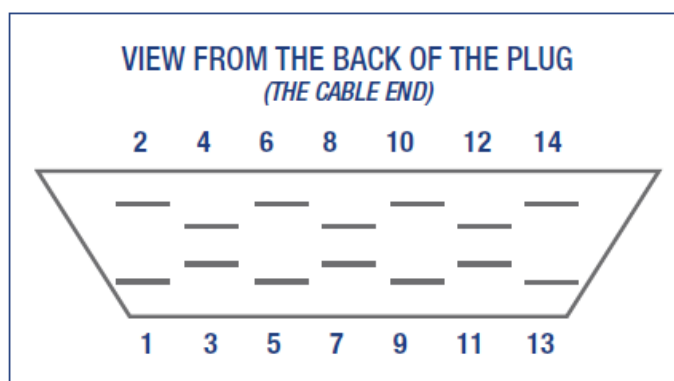 VIEW FROM THE BACK OF THE PLUG
(THE CABLE END)
2 4 6 8 10 12 14
1 3 5 7 9 11 13